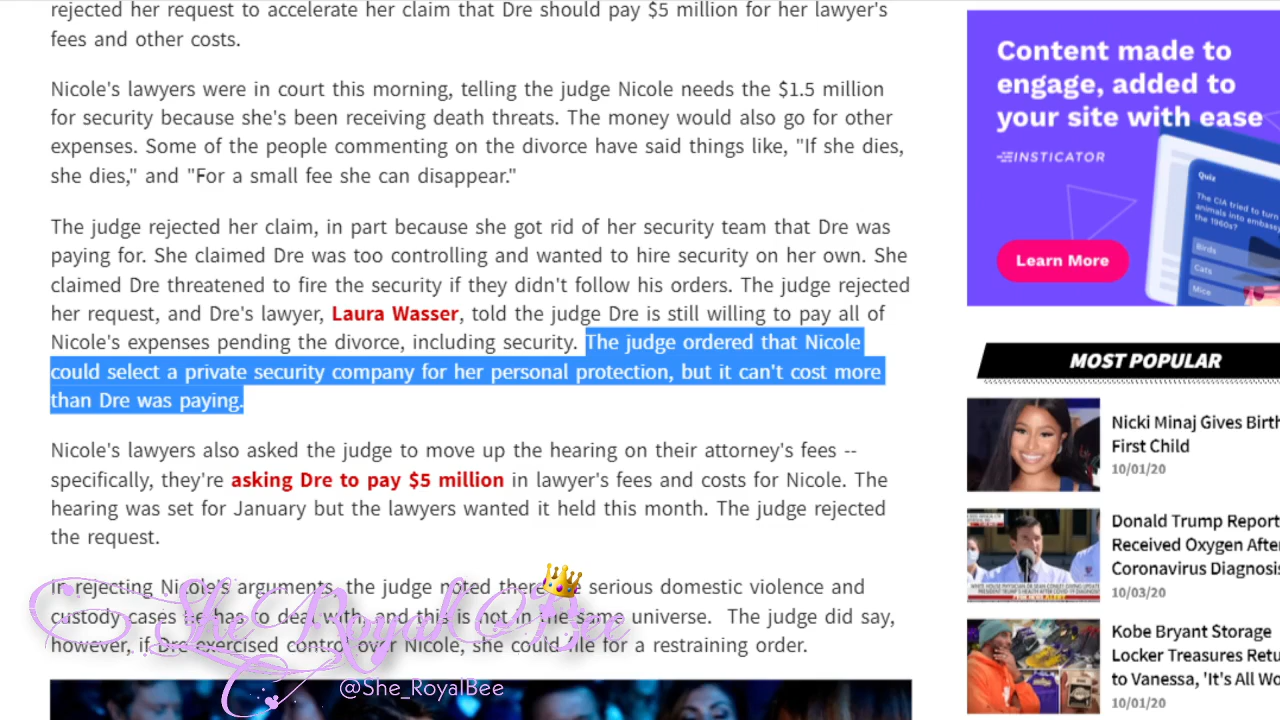 rejected her request to accelerate her claim that Dre should pay $5 million for her lawyer's
fees and other costs.
Nicole's lawyers were in court this morning, telling the judge Nicole needs the $1.5 million
for security because she's been receiving death threats. The money would also go for other
expenses. Some of the people commenting on the divorce have said things like, "If she dies,
she dies," and "For a small fee she can disappear."
The judge rejected her claim, in part because she got rid of her security team that Dre was
paying for. She claimed Dre was too controlling and wanted to hire security on her own. She
claimed Dre threatened to fire the security if they didn't follow his orders. The judge rejected
her request, and Dre's lawyer, Laura Wasser, told the judge Dre is still willing to pay all of
Nicole's expenses pending the divorce, including security. The judge ordered that Nicole
could select a private security company for her personal protection, but it can't cost more
than Dre was paying.
Nicole's lawyers also asked the judge to move up the hearing on their attorney's fees --
specifically, they're asking Dre to pay $5 million in lawyer's fees and costs for Nicole. The
hearing was set for January but the lawyers wanted it held this month. The judge rejected
the request.
In rejecting Nicole's arguments, the judge noted there are serious domestic violence and
custody cases he has to deal with, and this is not in the same universe. The judge did say,
however, if Dre exercised control over Nicole, she could file for a restraining order.
She Royal Bee
@She_RoyalBee
Content made to
engage, added to
your site with ease
INSTICATOR
Quiz
The CIA tried to turn
animals into
the 1960s?
Birds
Cats
Mice
Learn More
MOST POPULAR
Nicki Minaj Gives Birth
First Child
10/01/20
Donald Trump Report
Received Oxygen After
Coronavirus Diagnosis
10/03/20
Kobe Bryant Storage
Locker Treasures Retu
to Vanessa, 'It's All Wo
10/01/20